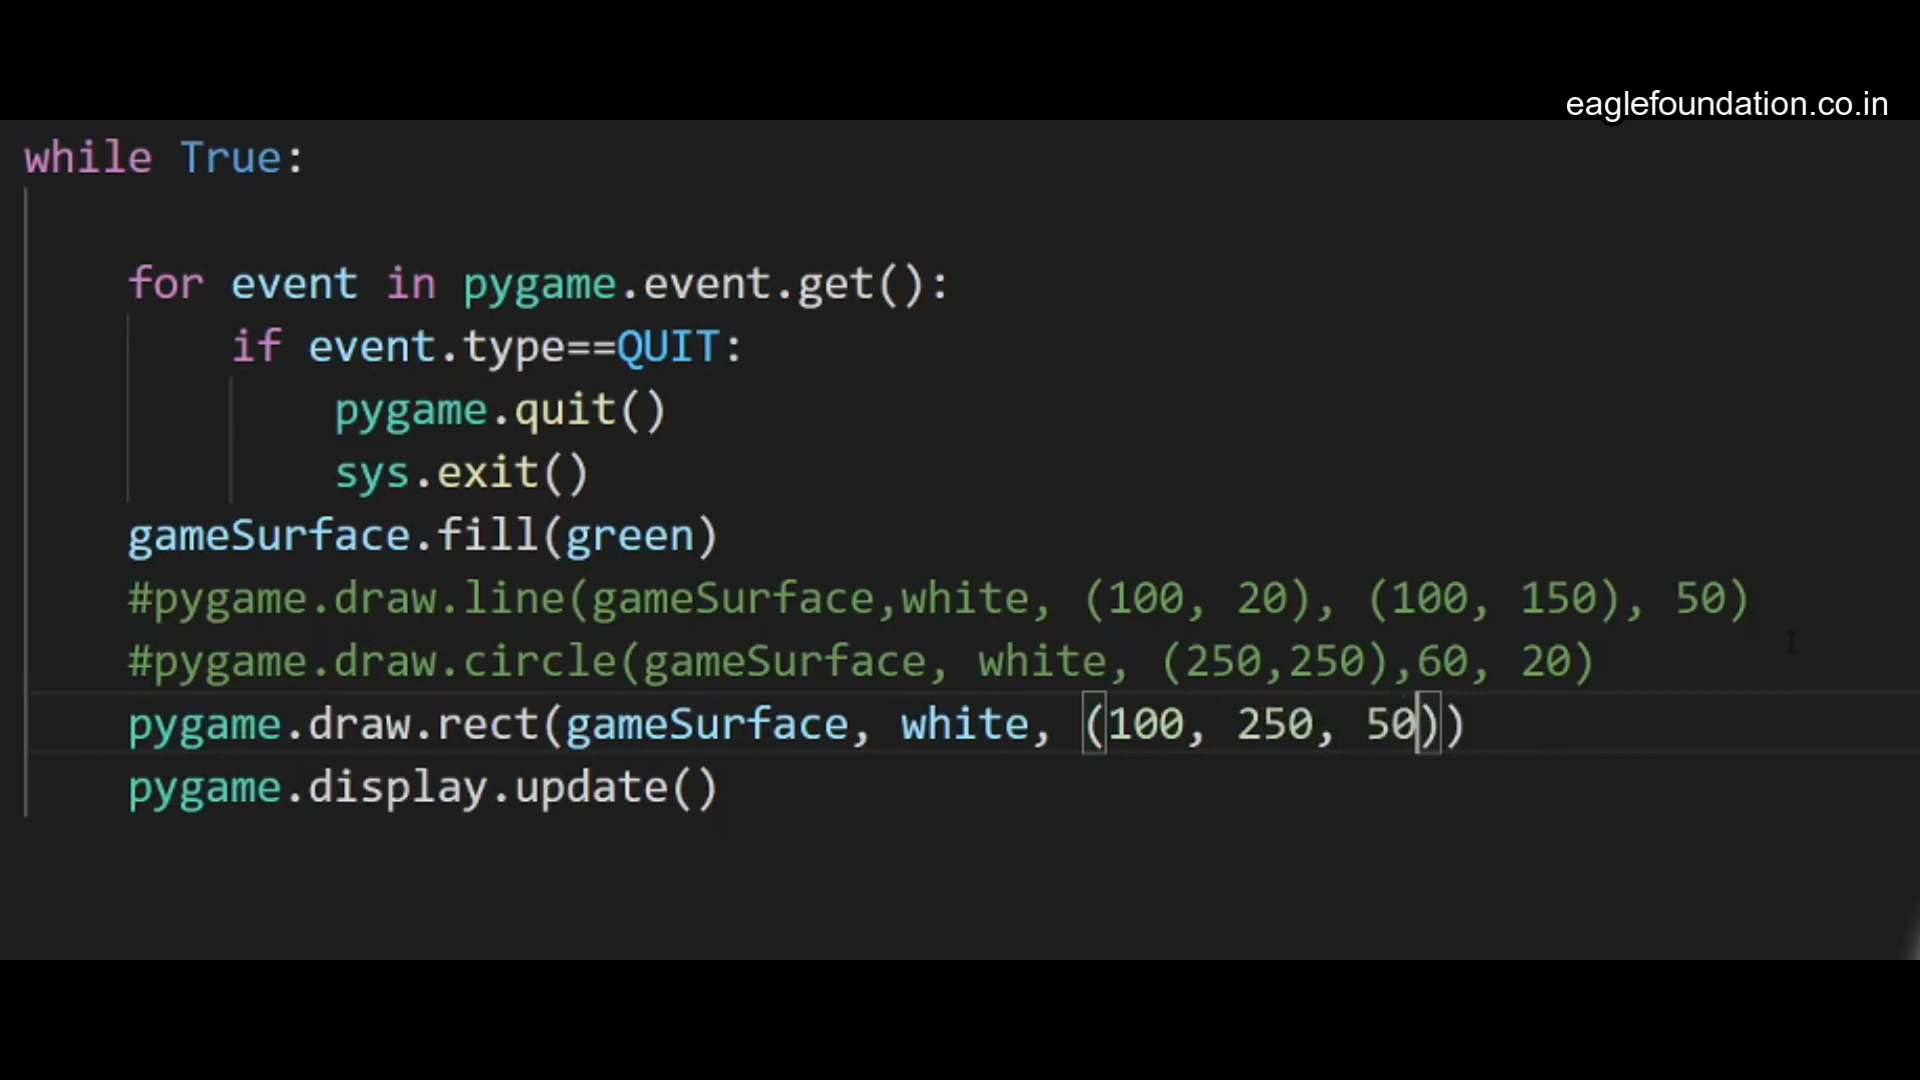 eaglefoundation.co.in
while True:
for event in pygame.event.get():
if event.type==QUIT:
pygame.quit()
sys.exit()
gameSurface.fill(green)
#pygame.draw.line(gameSurface,white, (100, 20), (100, 150), 50)
#pygame.draw.circle(gameSurface, white, (250,250),60, 20)
pygame.draw.rect(gameSurface, white, (100, 250, 50))
pygame.display.update()